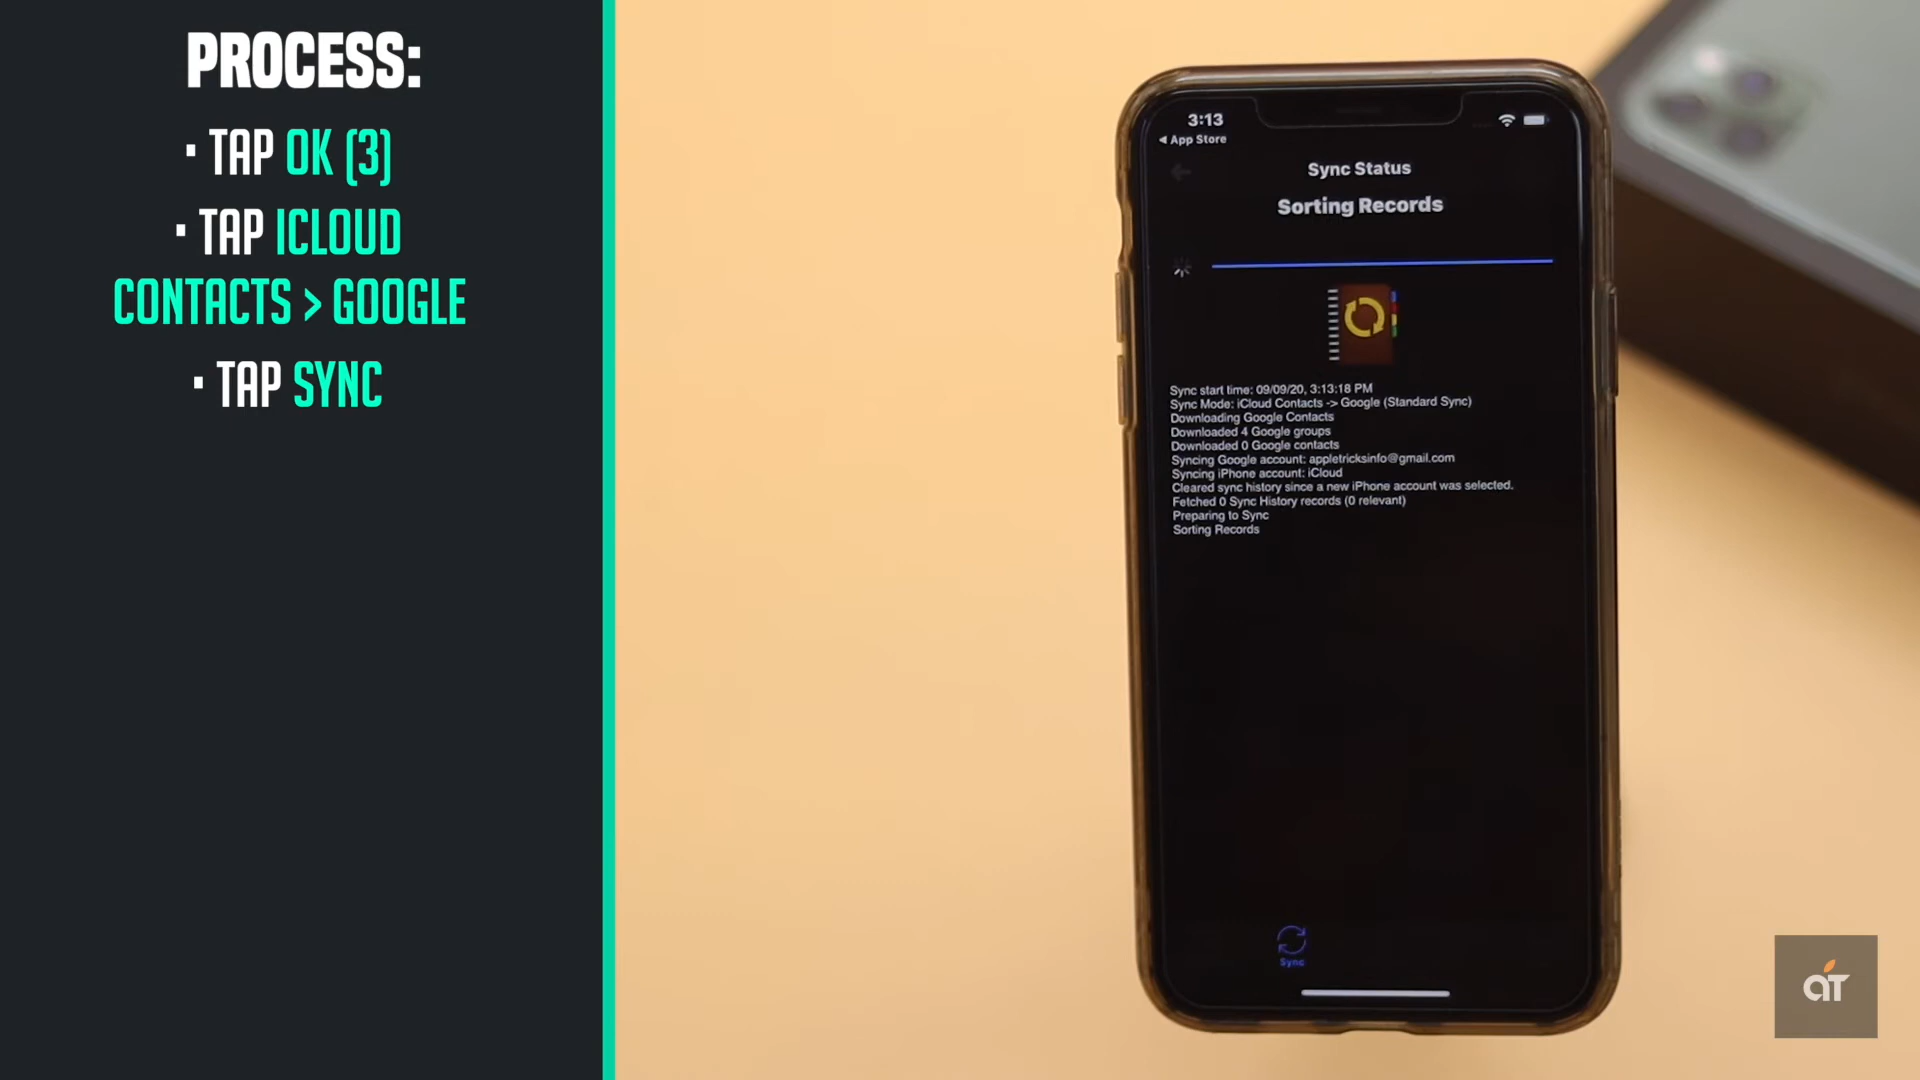 PROCESS:
· TAP OK (3)
· TAP ICLOUD
CONTACTS > GOOGLE
· TAP SYNC
3:13
◀ App Store
Sync Status
Sorting Records
Sync start time: 09/09/20, 3:13:18 PM
Sync Mode: iCloud Contacts -> Google (Standard Sync)
Downloading Google Contacts
Downloaded 4 Google groups
Downloaded 0 Google contacts
Syncing Google account: appletricksinfo@gmail.com
Syncing iPhone account: iCloud
Cleared sync history since a new iPhone account was selected.
Fetched 0 Sync History records (0 relevant)
Preparing to Sync
Sorting Records
Sync
aT